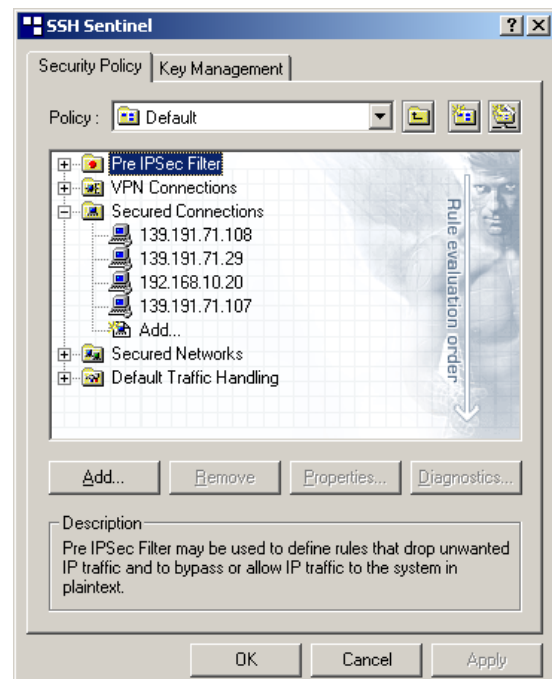 SSH Sentinel
Security Policy
Key Management
Policy :
Default
Pre IPSec Filter
VPN Connections
Secured Connections
139.191.71.108
139.191.71.29
192.168.10.20
139.191.71.107
Add...
Secured Networks
Default Traffic Handling
Rule evaluation order
Add...
Remove
Properties...
Diagnostics...
Description
Pre IPSec Filter may be used to define rules that drop unwanted
IP traffic and to bypass or allow IP traffic to the system in
plaintext.
OK
Cancel
Apply